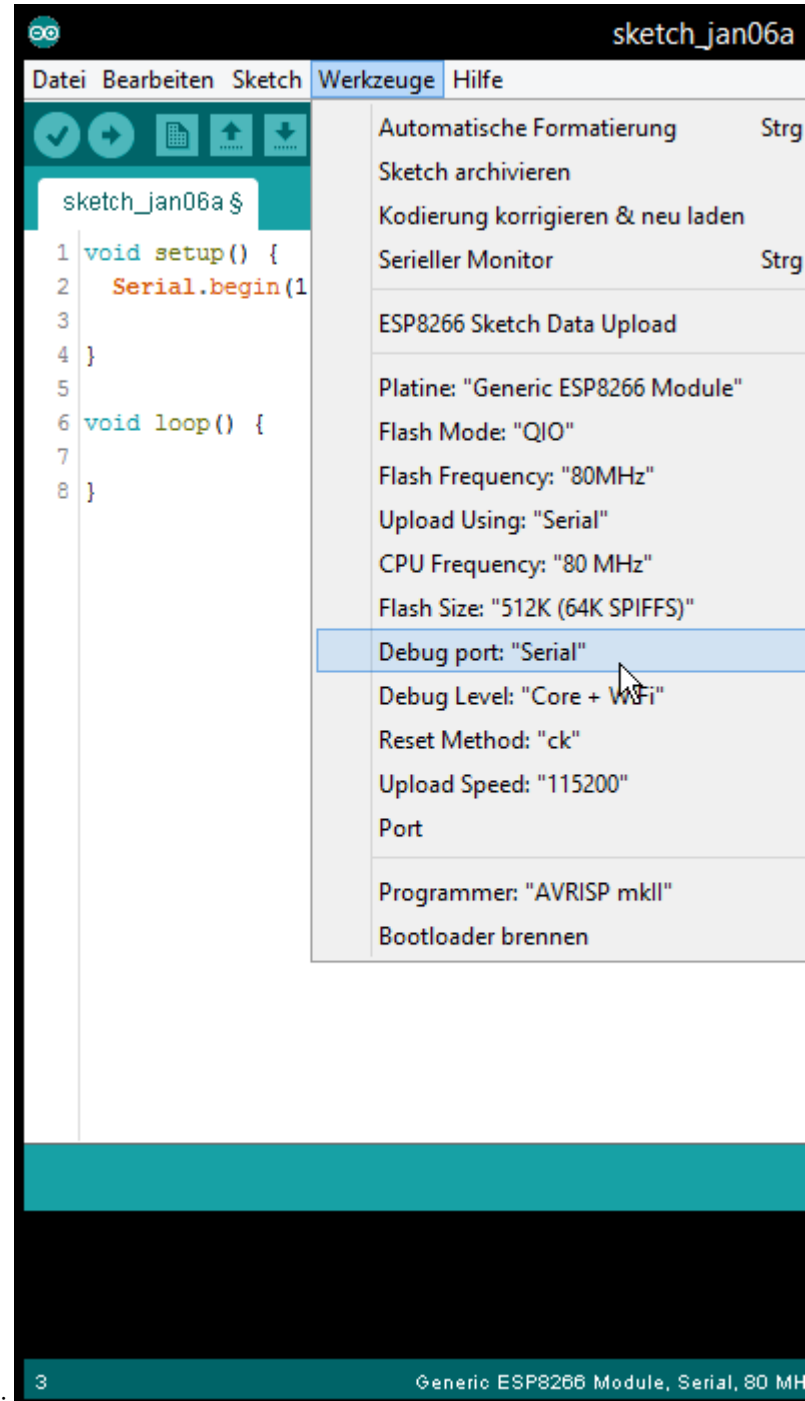 sketch_jan06a
Datei Bearbeiten Sketch Werkzeuge Hilfe
Automatische Formatierung Strg
Sketch archivieren
Kodierung korrigieren & neu laden
Serieller Monitor Strg
ESP8266 Sketch Data Upload
Platine: "Generic ESP8266 Module"
Flash Mode: "QIO"
Flash Frequency: "80MHz"
Upload Using: "Serial"
CPU Frequency: "80 MHz"
Flash Size: "512K (64K SPIFFS)"
Debug port: "Serial"
Debug Level: "Core + WiFi"
Reset Method: "ck"
Upload Speed: "115200"
Port
Programmer: "AVRISP mkII"
Bootloader brennen
sketch_jan06a §
1 void setup() {
2 Serial.begin(1
3
4 }
5
6 void loop() {
7
8 }
3 Generic ESP8266 Module, Serial, 80 MH
.